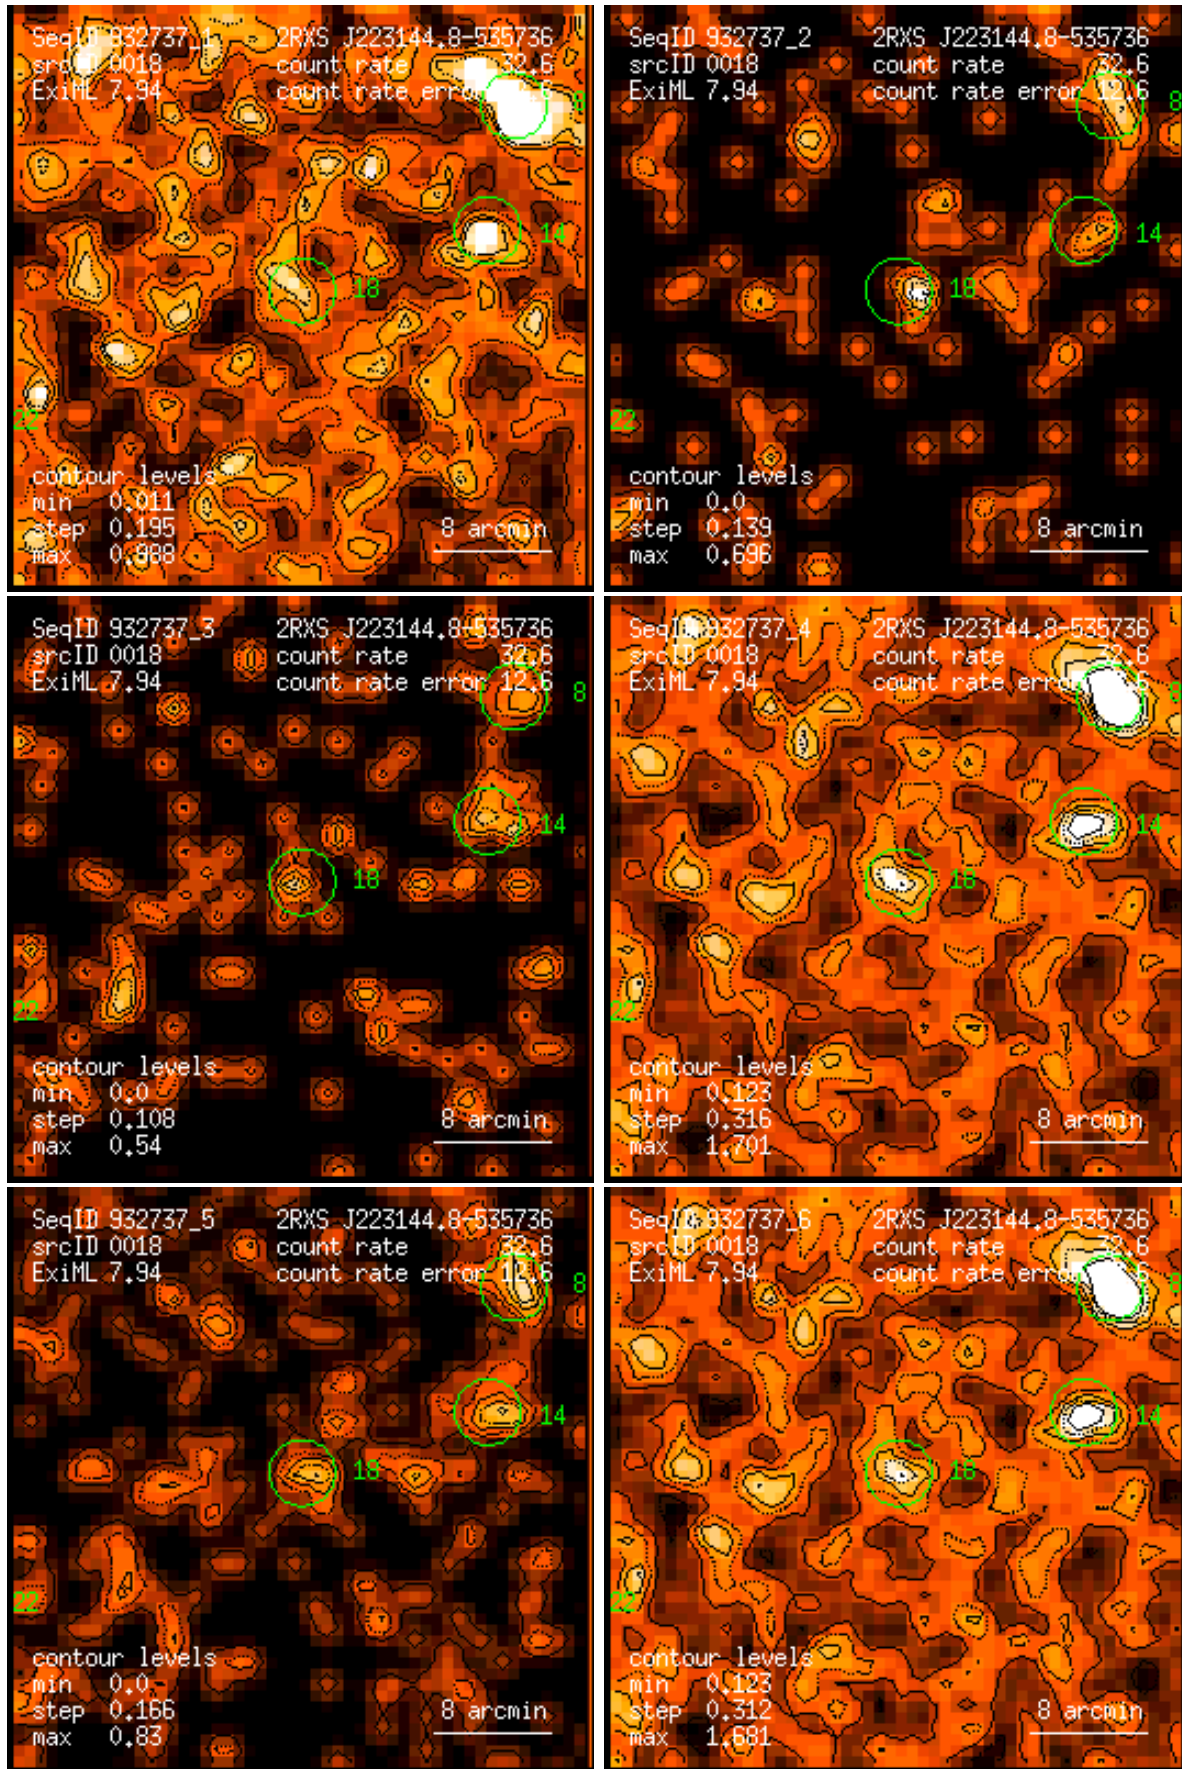 SeqID 932737_1 2RXS J223144.8-535736
srcID 0018 count rate 32.6
ExiML 7.94 count rate error
8
14
18
22
contour levels
min 0.011
step 0.195 8 arcmin
max 0.988
SeqID 932737_2 2RXS J223144.8-535736
srcID 0018 count rate 32.6
ExiML 7.94 count rate error 12.6
8
14
18
22
contour levels
min 0.0
step 0.139 8 arcmin
max 0.696
SeqID 932737_3 2RXS J223144.8-535736
srcID 0018 count rate 32.6
ExiML 7.94 count rate error 12.6
8
14
18
22
contour levels
min 0.0
step 0.108 8 arcmin
max 0.54
SeqID 932737_4 2RXS J223144.8-535736
srcID 0018 count rate 32.6
ExiML 7.94 count rate error
8
14
18
22
contour levels
min 0.123
step 0.316 8 arcmin
max 1.701
SeqID 932737_5 2RXS J223144.8-535736
srcID 0018 count rate 32.6
ExiML 7.94 count rate error 12.6
8
14
18
22
contour levels
min 0.0
step 0.166 8 arcmin
max 0.83
SeqID 932737_6 2RXS J223144.8-535736
srcID 0018 count rate 32.6
ExiML 7.94 count rate error
8
14
18
22
contour levels
min 0.123
step 0.312 8 arcmin
max 1.681